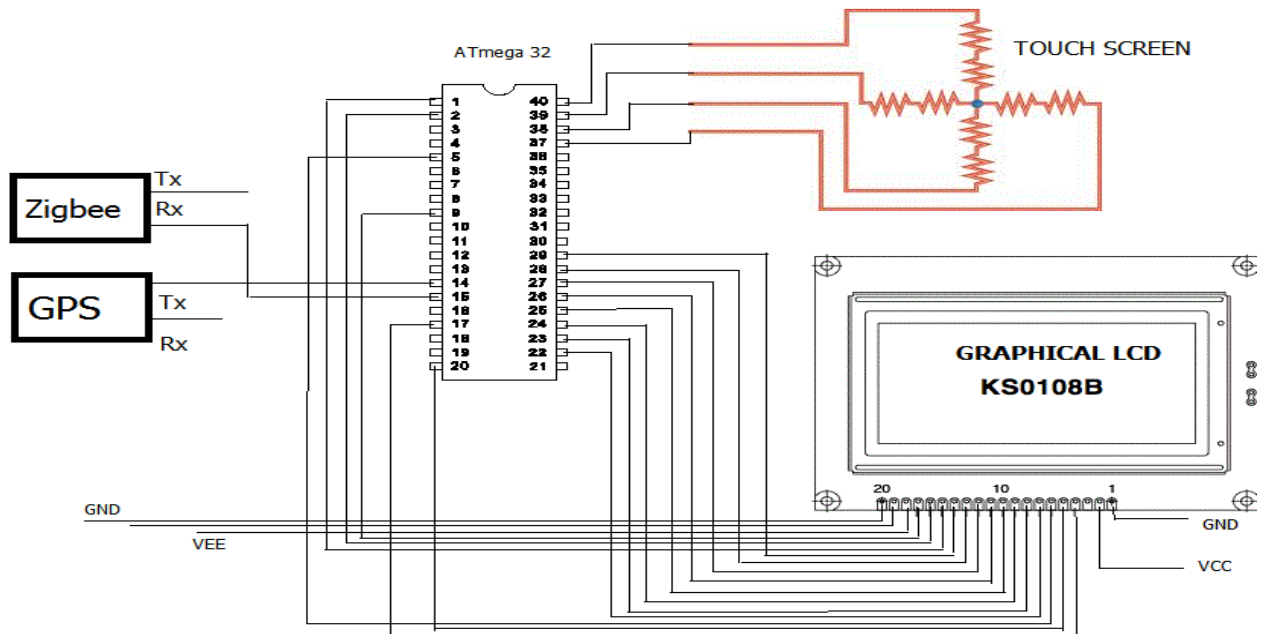 ATmega 32
TOUCH SCREEN
1 40
2 39
3 38
4 37
5 36
6 35
7 34
8 33
9 32
10 31
11 30
12 29
13 28
14 27
15 26
16 25
17 24
18 23
19 22
20 21
Zigbee
Tx
Rx
GPS
Tx
Rx
GRAPHICAL LCD
KS0108B
20 10 1
GND
VEE
GND
VCC